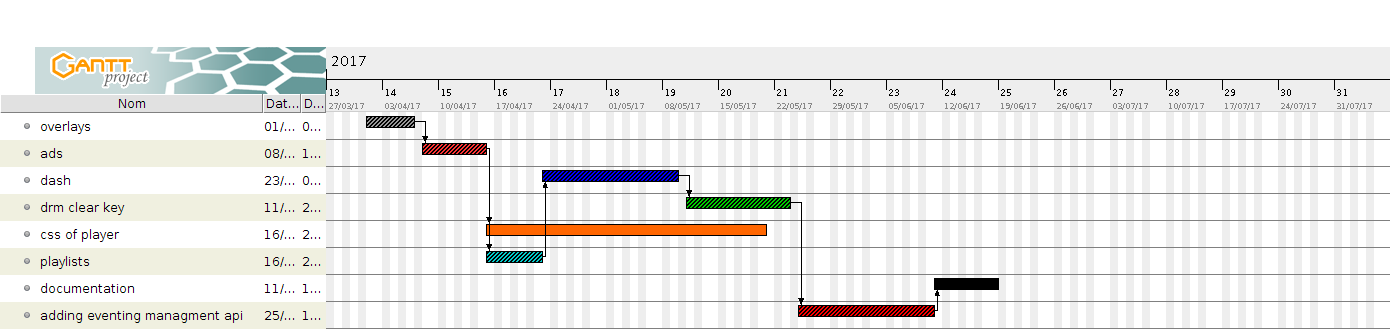 GANTT
project
2017
13 14 15 16 17 18 19 20 21 22 23 24 25 26 27 28 29 30 31
27/03/17 03/04/17 10/04/17 17/04/17 24/04/17 01/05/17 08/05/17 15/05/17 22/05/17 29/05/17 05/06/17 12/06/17 19/06/17 26/06/17 03/07/17 10/07/17 17/07/17 24/07/17 31/07/17
Nom Dat... D...
overlays 01/... 0...
ads 08/... 1...
dash 23/... 0...
drm clear key 11/... 2...
css of player 16/... 2...
playlists 16/... 2...
documentation 11/... 1...
adding eventing managment api 25/... 1...